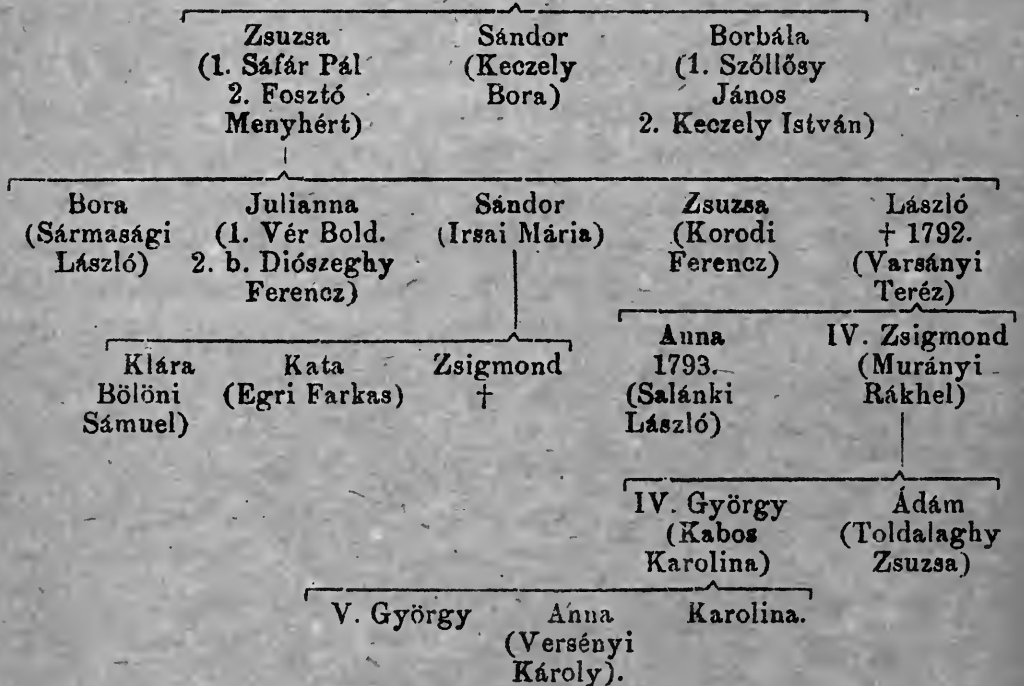 Zsuzsa Sándor Borbála
(1. Sáfár Pál (Keczely (1. Szőllősy
2. Fosztó Bora) János
Menyhért) 2. Keczely István)
Bora Julianna Sándor Zsuzsa László
(Sármasági (1. Vér Bold. (Irsai Mária) (Korodi † 1792.
László) 2. b. Diószeghy Ferencz) (Varsányi
Ferencz) Teréz)
Anna IV. Zsigmond
Klára Kata Zsigmond 1793. (Murányi
Bölöni (Egri Farkas) † (Salánki Rákhel)
Sámuel) László)
IV. György Ádám
(Kabos (Toldalaghy
Karolina) Zsuzsa)
V. György Anna Karolina.
(Versényi
Károly).